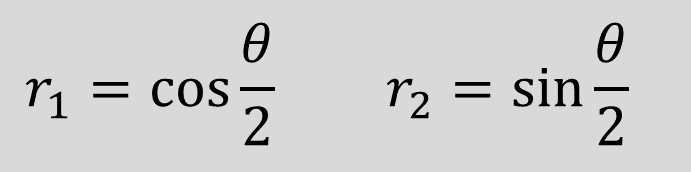 r₁ = cos θ/2    r₂ = sin θ/2